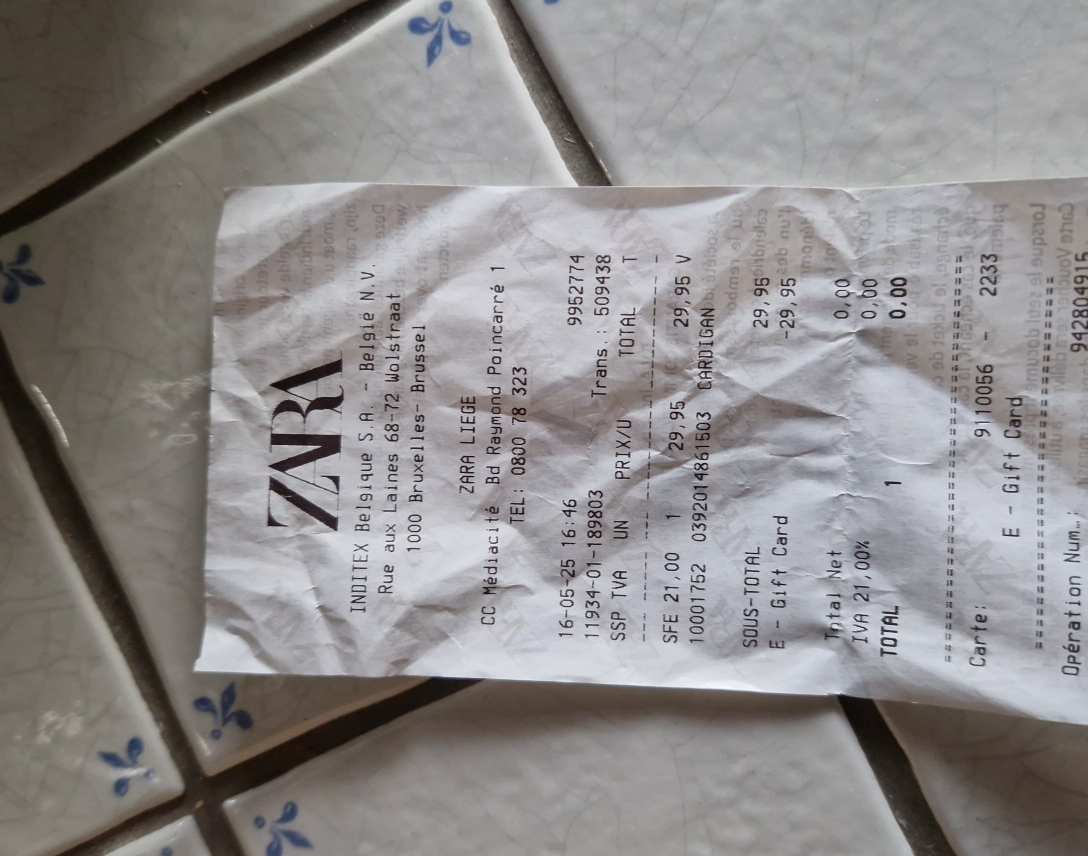 ZARA
INDITEX Belgique S.A. - België N.V.
Rue aux Laines 68-72 Wolstraat
1000 Bruxelles- Brussel
ZARA LIEGE
CC Médiacité Bd Raymond Poincarré 1
TEL: 0800 78 323
16-05-25 16:46 9952774
11934-01-189803 Trans.: 509438
SSP TVA UN PRIX/U TOTAL T
SFE 21,00 1 29,95 29,95 V
10001752 0392014861503 CARDIGAN
SOUS-TOTAL 29,95
E - Gift Card -29,95
Total Net 0,00
IVA 21,00% 0,00
TOTAL 1 0,00
==============================
Carte: 9110056 - 2233
E - Gift Card
==============================
Opération Num.: 942804915